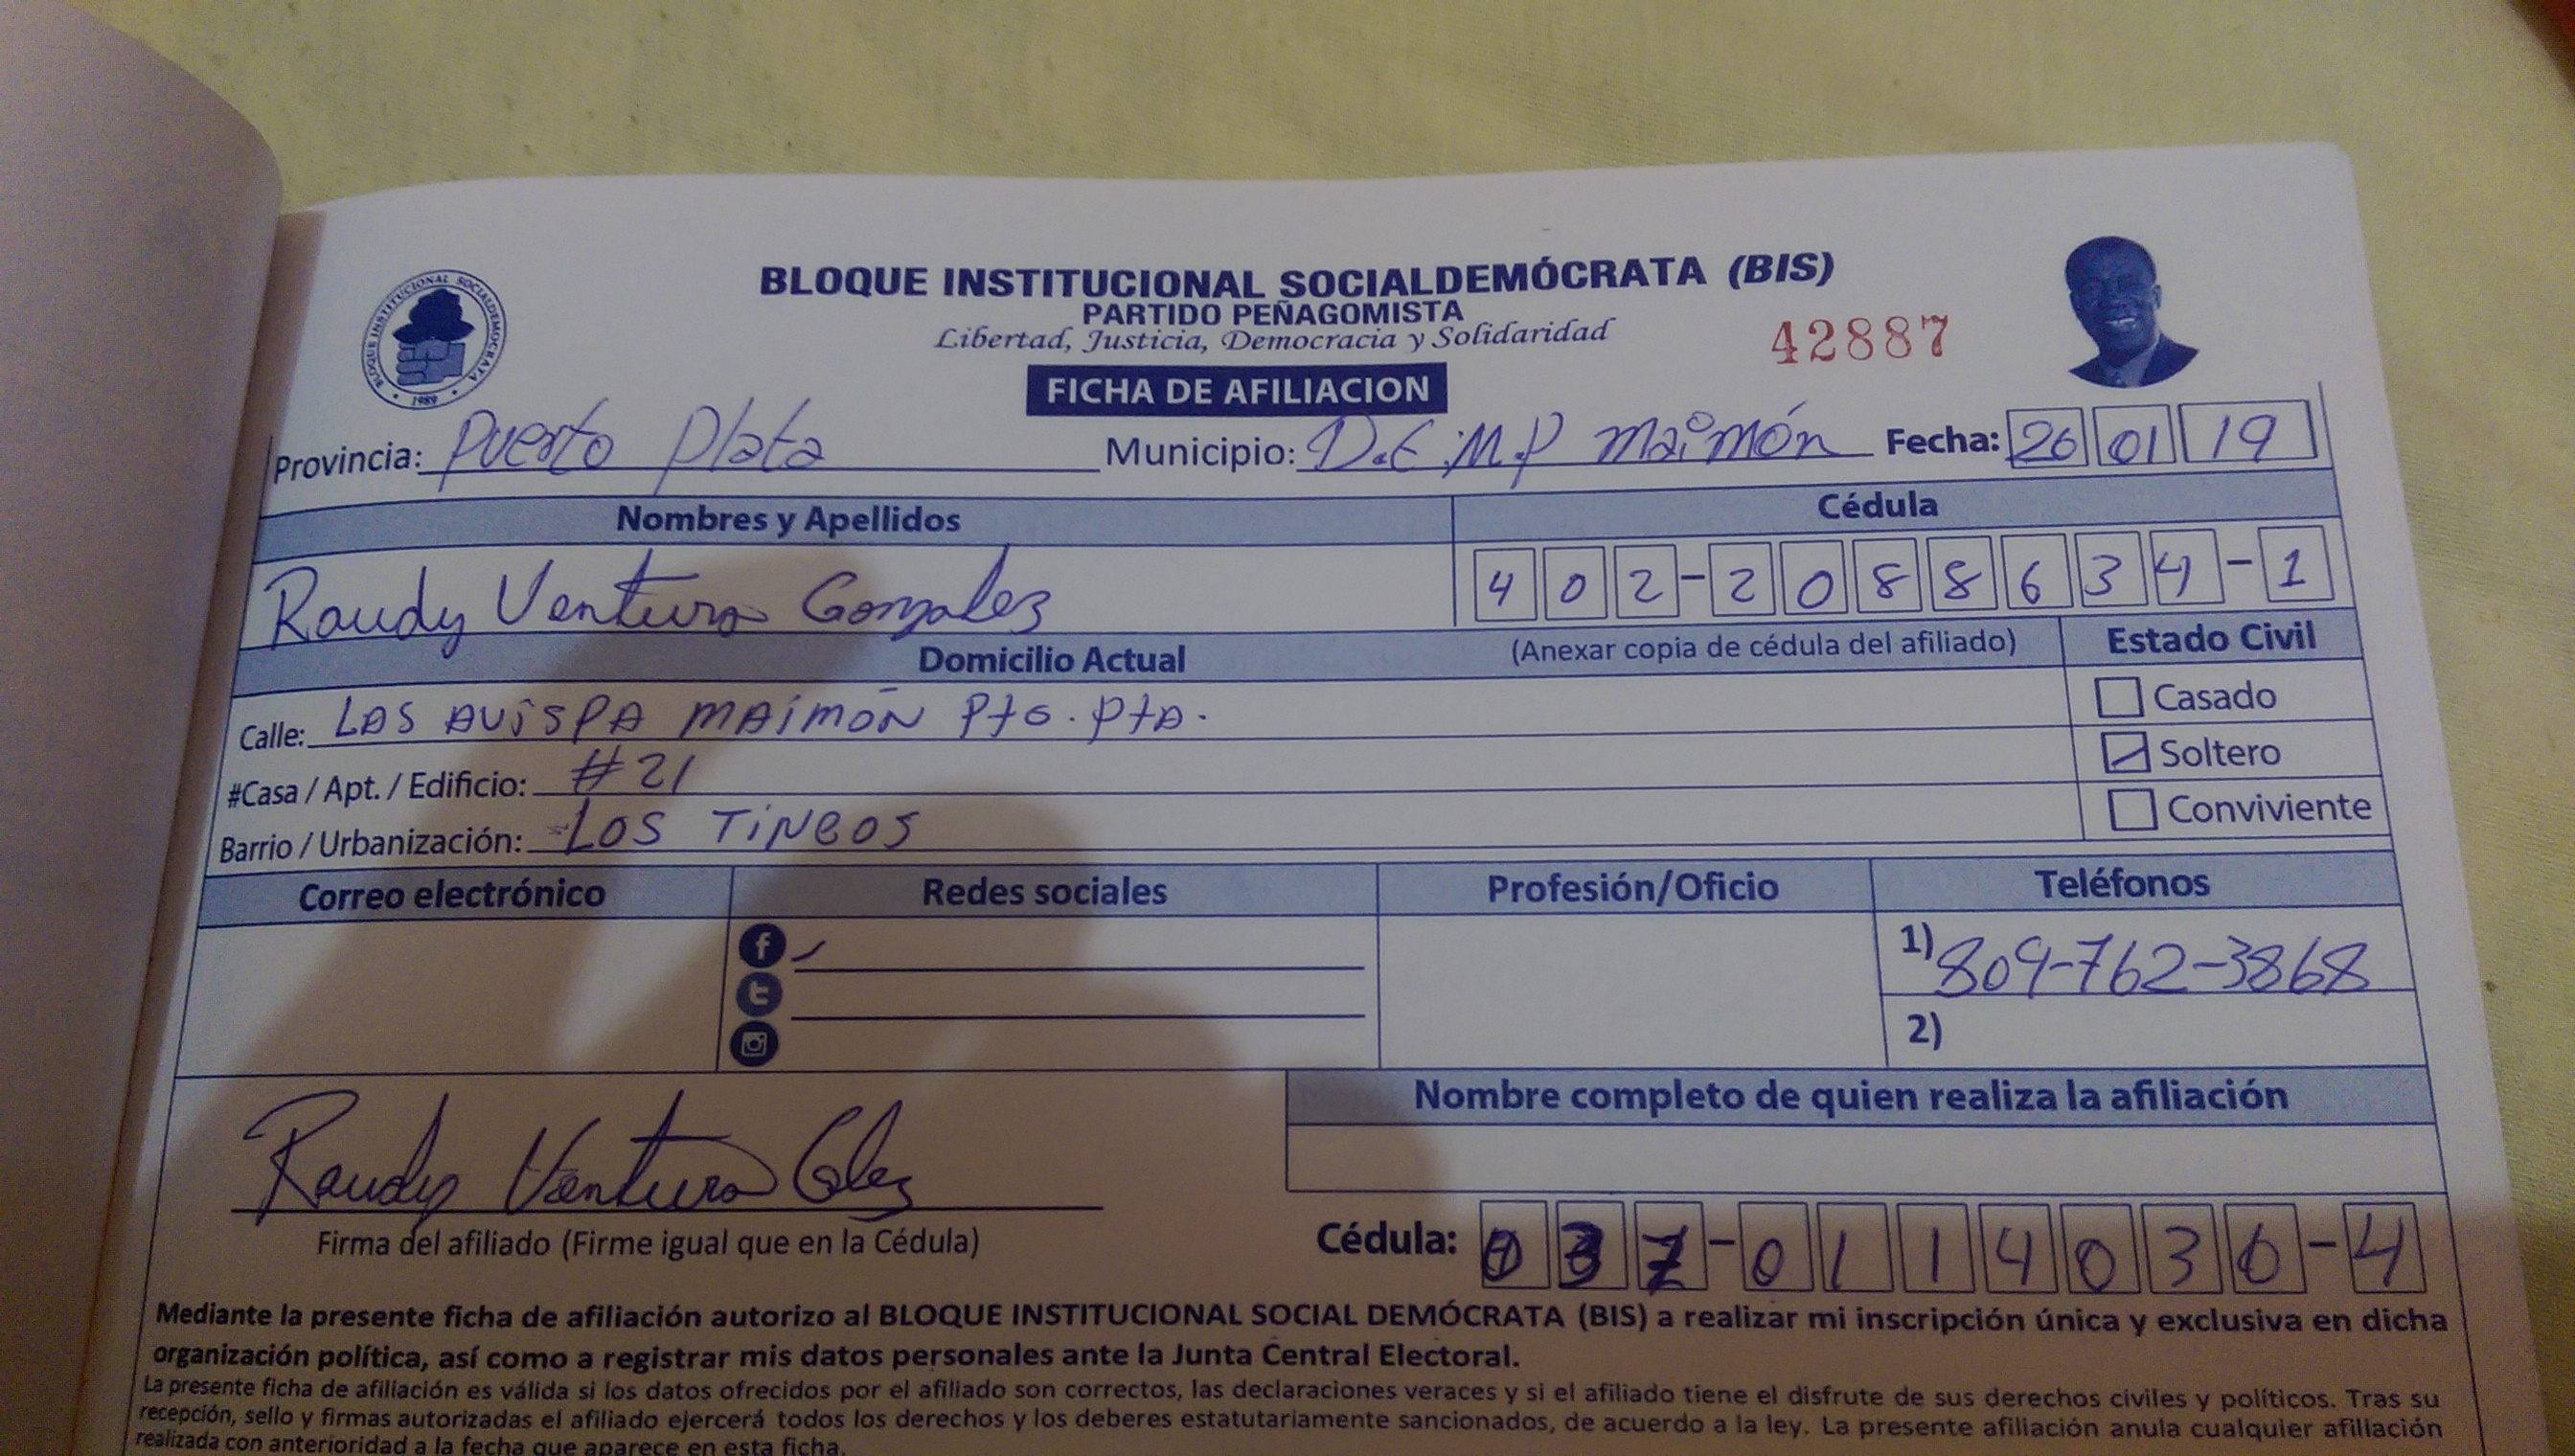 BLOQUE INSTITUCIONAL SOCIALDEMÓCRATA • 1989 •
BLOQUE INSTITUCIONAL SOCIALDEMÓCRATA (BIS)
PARTIDO PEÑAGOMISTA
Libertad, Justicia, Democracia y Solidaridad
42887
FICHA DE AFILIACION
Provincia: Puerto Plata Municipio: D.E.M.P Maimón Fecha: 26 01 19
Nombres y Apellidos Cédula
Raudy Ventura Gonzalez 402-2088634-1
Domicilio Actual (Anexar copia de cédula del afiliado) Estado Civil
Calle: LAS AVISPA MAIMÓN Pto. Pta. Casado
#Casa / Apt. / Edificio: #21 Soltero
Barrio / Urbanización: LOS TINEOS Conviviente
Correo electrónico Redes sociales Profesión/Oficio Teléfonos
1) 809-762-3868
2)
Nombre completo de quien realiza la afiliación
Raudy Ventura Glez
Firma del afiliado (Firme igual que en la Cédula) Cédula: 037-0114036-4
Mediante la presente ficha de afiliación autorizo al BLOQUE INSTITUCIONAL SOCIAL DEMÓCRATA (BIS) a realizar mi inscripción única y exclusiva en dicha
organización política, así como a registrar mis datos personales ante la Junta Central Electoral.
La presente ficha de afiliación es válida si los datos ofrecidos por el afiliado son correctos, las declaraciones veraces y si el afiliado tiene el disfrute de sus derechos civiles y políticos. Tras su
recepción, sello y firmas autorizadas el afiliado ejercerá todos los derechos y los deberes estatutariamente sancionados, de acuerdo a la ley. La presente afiliación anula cualquier afiliación
realizada con anterioridad a la fecha que aparece en esta ficha.